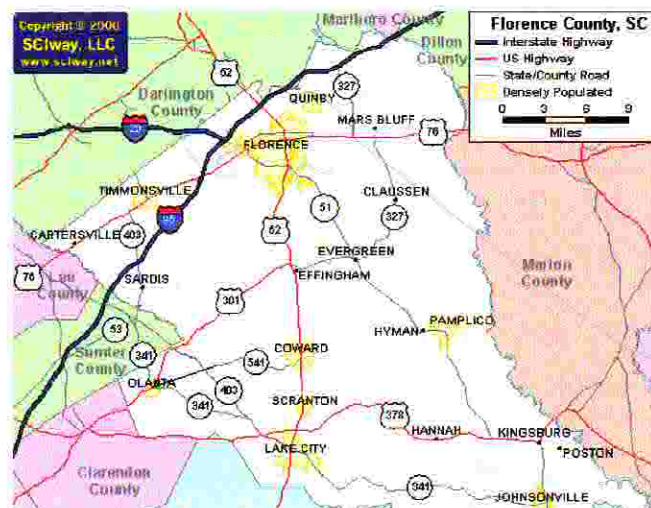 Copyright © 2000
SCIway, LLC
www.sciway.net
Marlboro County
Florence County, SC
Interstate Highway
US Highway
State/County Road
Densely Populated
0 3 6 9
Miles
Dillon
County
52
327
QUINBY
Darlington
County
MARS BLUFF
76
20
FLORENCE
TIMMONSVILLE
CLAUSSEN
51
327
95
52
CARTERSVILLE
403
EVERGREEN
EFFINGHAM
Marion
County
76
Lee
County
SARDIS
301
53
HYMAN
PAMPLICO
Sumter
County
341
COWARD
541
OLANTA
403
341
SCRANTON
378
HANNAH
KINGSBURG
POSTON
LAKE CITY
Clarendon
County
341
JOHNSONVILLE